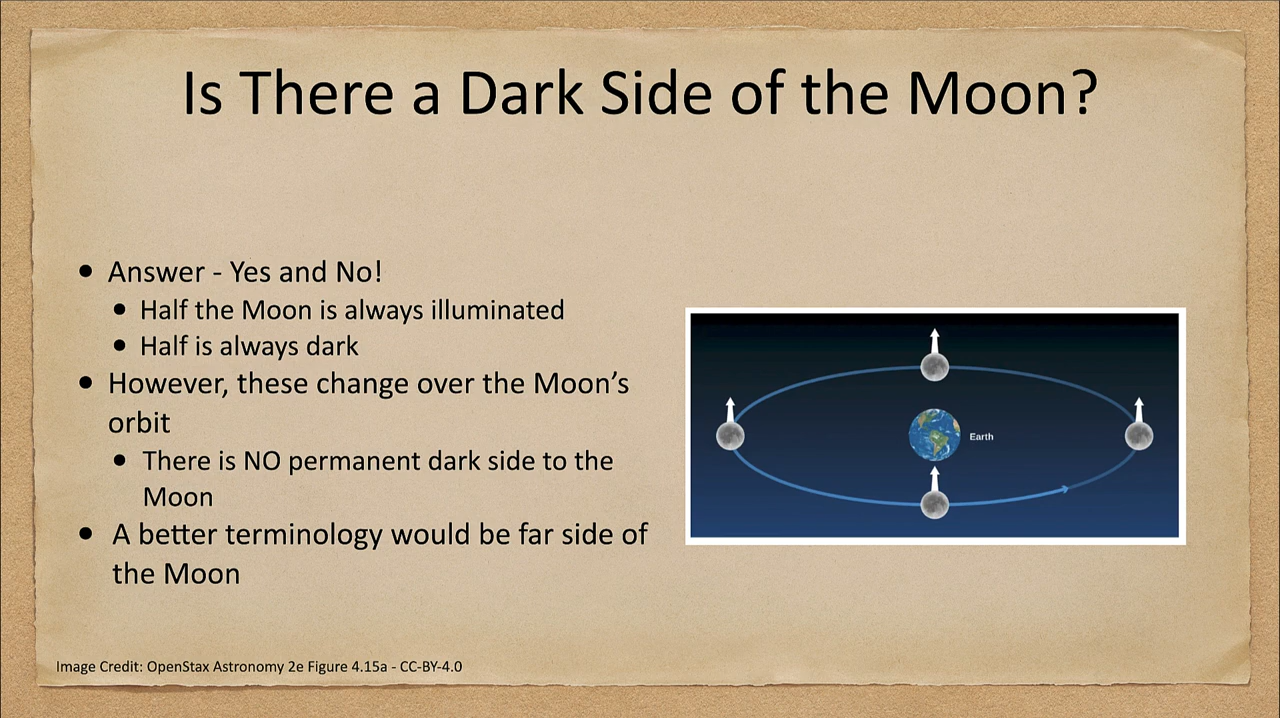 Is There a Dark Side of the Moon?
• Answer - Yes and No!
• Half the Moon is always illuminated
• Half is always dark
• However, these change over the Moon’s
orbit
• There is NO permanent dark side to the
Moon
• A better terminology would be far side of
the Moon
Earth
Image Credit: OpenStax Astronomy 2e Figure 4.15a - CC-BY-4.0